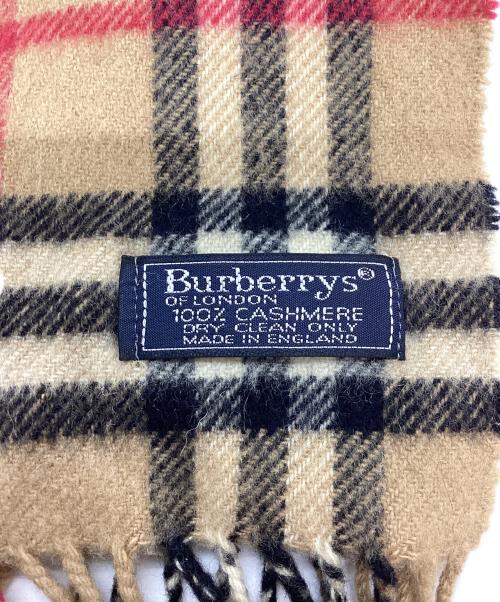 Burberrys®
OF LONDON
100% CASHMERE
DRY CLEAN ONLY
MADE IN ENGLAND